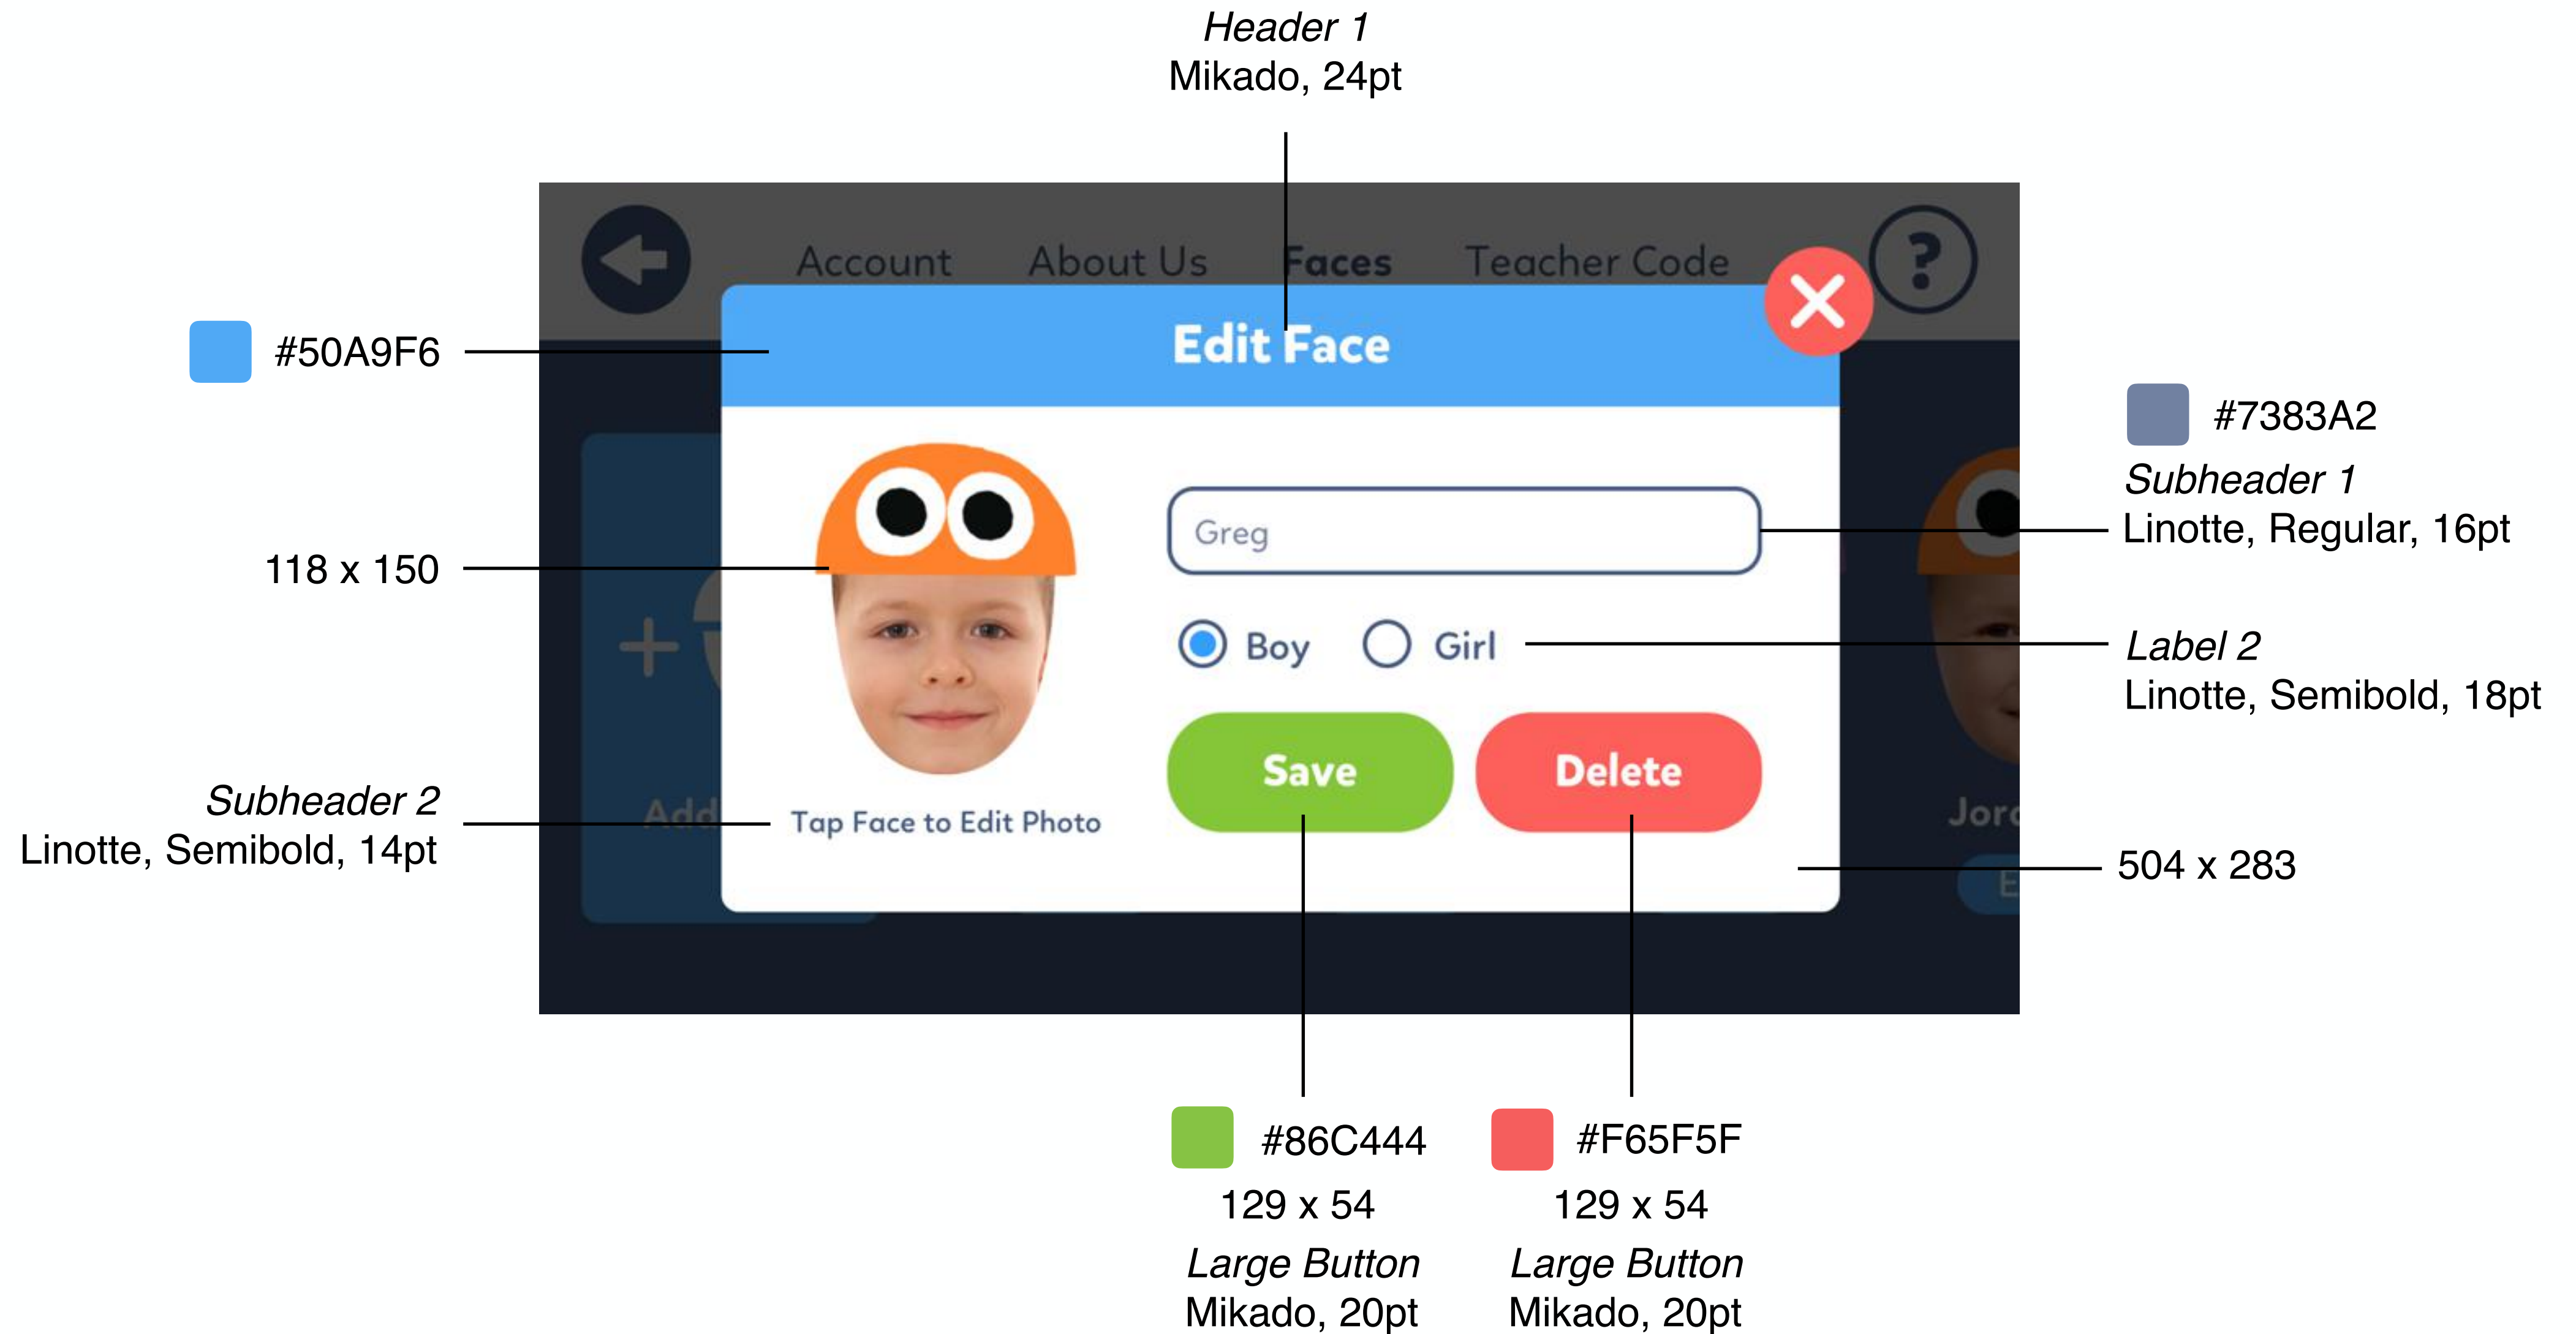 Header 1
Mikado, 24pt
Account About Us Faces Teacher Code ?
Edit Face
#50A9F6
#7383A2
Subheader 1
Linotte, Regular, 16pt
Greg
118 x 150
Boy Girl
Label 2
Linotte, Semibold, 18pt
Save Delete
Subheader 2
Linotte, Semibold, 14pt
Add
Tap Face to Edit Photo
Jord
E
504 x 283
#86C444 #F65F5F
129 x 54 129 x 54
Large Button Large Button
Mikado, 20pt Mikado, 20pt